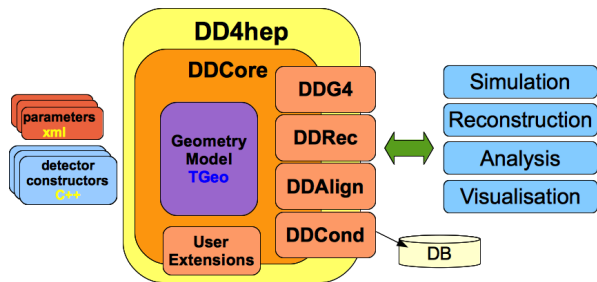 DD4hep
DDCore
parameters
xml
detector
constructors
C++
Geometry
Model
TGeo
User
Extensions
DDG4
DDRec
DDAlign
DDCond
Simulation
Reconstruction
Analysis
Visualisation
DB